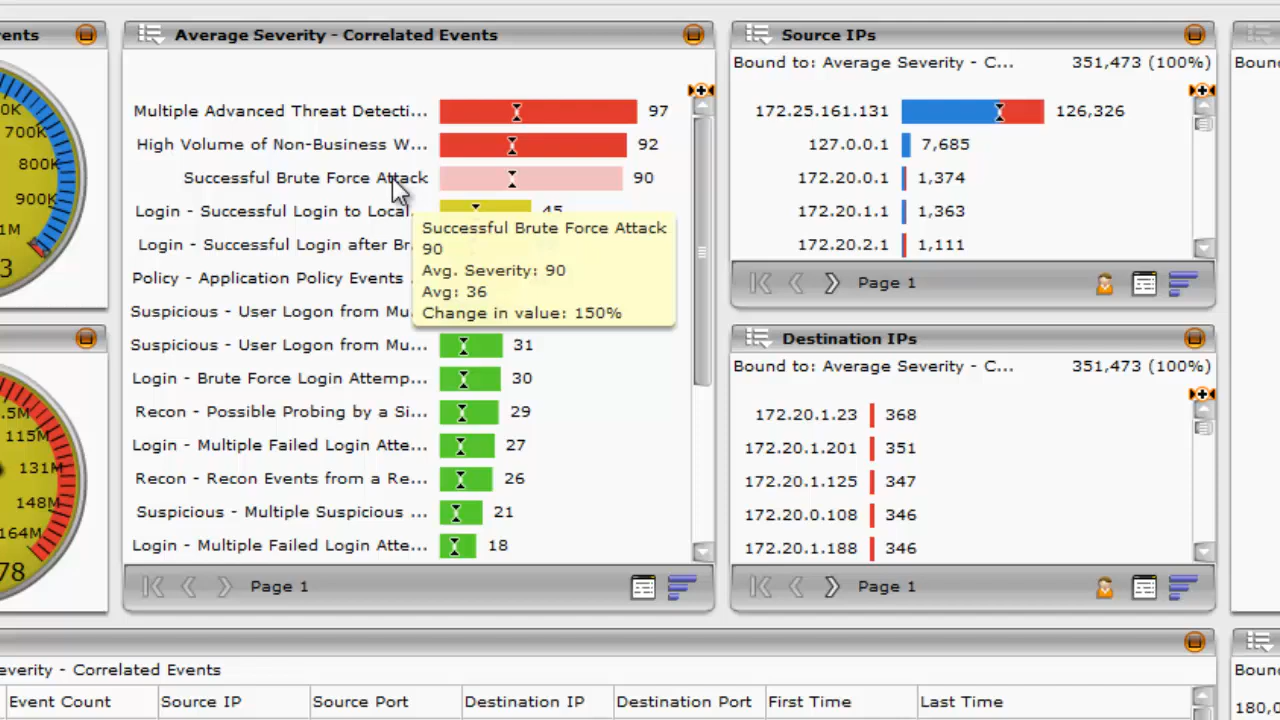 ents
0K
700K
800K
900K
1M
3
.5M
115M
131M
148M
164M
78
Average Severity - Correlated Events
Multiple Advanced Threat Detecti... 97
High Volume of Non-Business W... 92
Successful Brute Force Attack 90
Login - Successful Login to Local... 45
Login - Successful Login after Br
Policy - Application Policy Events
Suspicious - User Logon from Mu
Suspicious - User Logon from Mu... 31
Login - Brute Force Login Attemp... 30
Recon - Possible Probing by a Si... 29
Login - Multiple Failed Login Atte... 27
Recon - Recon Events from a Re... 26
Suspicious - Multiple Suspicious ... 21
Login - Multiple Failed Login Atte... 18
Successful Brute Force Attack
90
Avg. Severity: 90
Avg: 36
Change in value: 150%
Page 1
Source IPs
Bound to: Average Severity - C... 351,473 (100%)
172.25.161.131 126,326
127.0.0.1 7,685
172.20.0.1 1,374
172.20.1.1 1,363
172.20.2.1 1,111
Page 1
Destination IPs
Bound to: Average Severity - C... 351,473 (100%)
172.20.1.23 368
172.20.1.201 351
172.20.1.125 347
172.20.0.108 346
172.20.1.188 346
Page 1
Boun
everity - Correlated Events
Event Count Source IP Source Port Destination IP Destination Port First Time Last Time
Boun
180,0